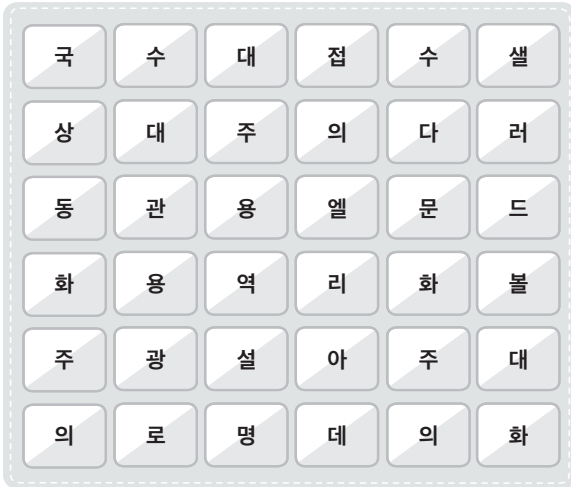 국 수 대 접 수 샐
상 대 주 의 다 러
동 관 용 엘 문 드
화 용 역 리 화 볼
주 광 설 아 주 대
의 로 명 데 의 화